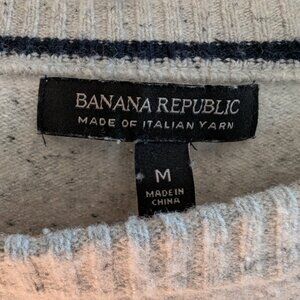 BANANA REPUBLIC
MADE OF ITALIAN YARN
M
MADE IN
CHINA